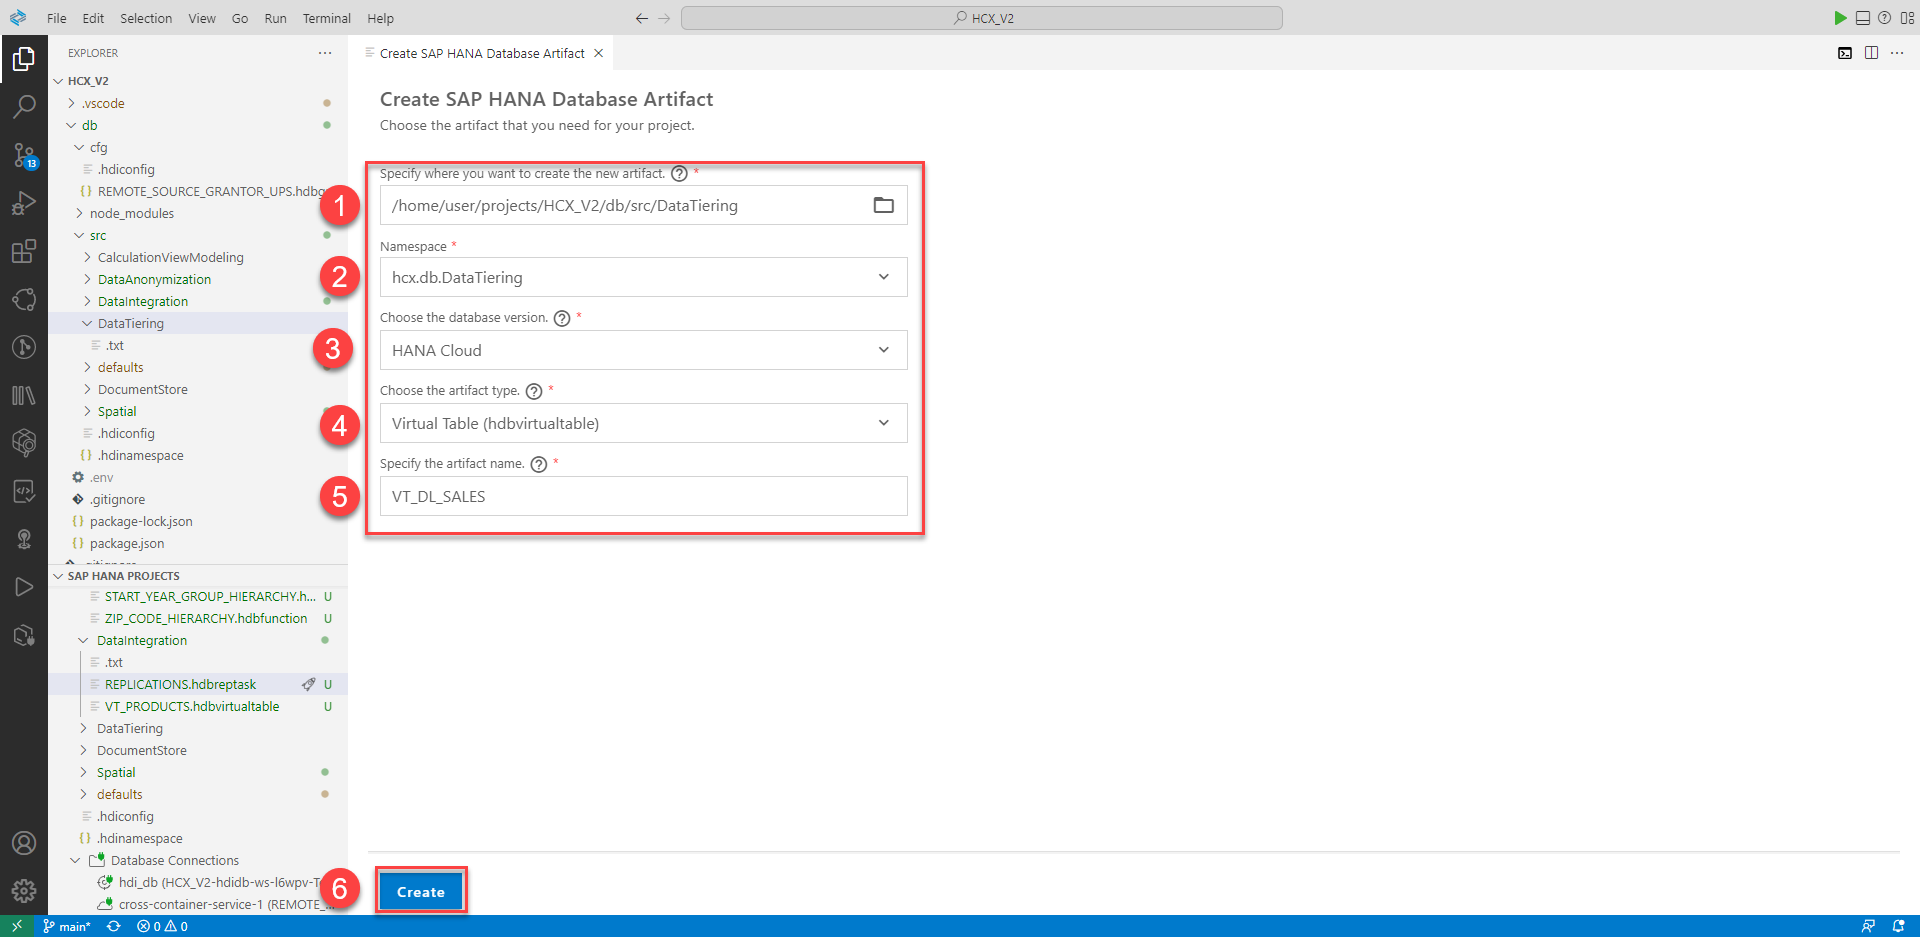 File Edit Selection View Go Run Terminal Help
HCX_V2
EXPLORER
HCX_V2
.vscode
db
cfg
.hdiconfig
REMOTE_SOURCE_GRANTOR_UPS.hdbg
node_modules
src
CalculationViewModeling
DataAnonymization
DataIntegration
DataTiering
.txt
defaults
DocumentStore
Spatial
.hdiconfig
.hdinamespace
.env
.gitignore
package-lock.json
package.json
13
SAP HANA PROJECTS
START_YEAR_GROUP_HIERARCHY.h... U
ZIP_CODE_HIERARCHY.hdbfunction U
DataIntegration
.txt
REPLICATIONS.hdbreptask U
VT_PRODUCTS.hdbvirtualtable U
DataTiering
DocumentStore
Spatial
defaults
.hdiconfig
.hdinamespace
Database Connections
hdi_db (HCX_V2-hdidb-ws-l6wpv-T
cross-container-service-1 (REMOTE_...
Create SAP HANA Database Artifact
Create SAP HANA Database Artifact
Choose the artifact that you need for your project.
Specify where you want to create the new artifact. ? *
1 /home/user/projects/HCX_V2/db/src/DataTiering
Namespace *
2 hcx.db.DataTiering
Choose the database version. ? *
3 HANA Cloud
Choose the artifact type. ? *
4 Virtual Table (hdbvirtualtable)
Specify the artifact name. ? *
5 VT_DL_SALES
6 Create
main* 0 0